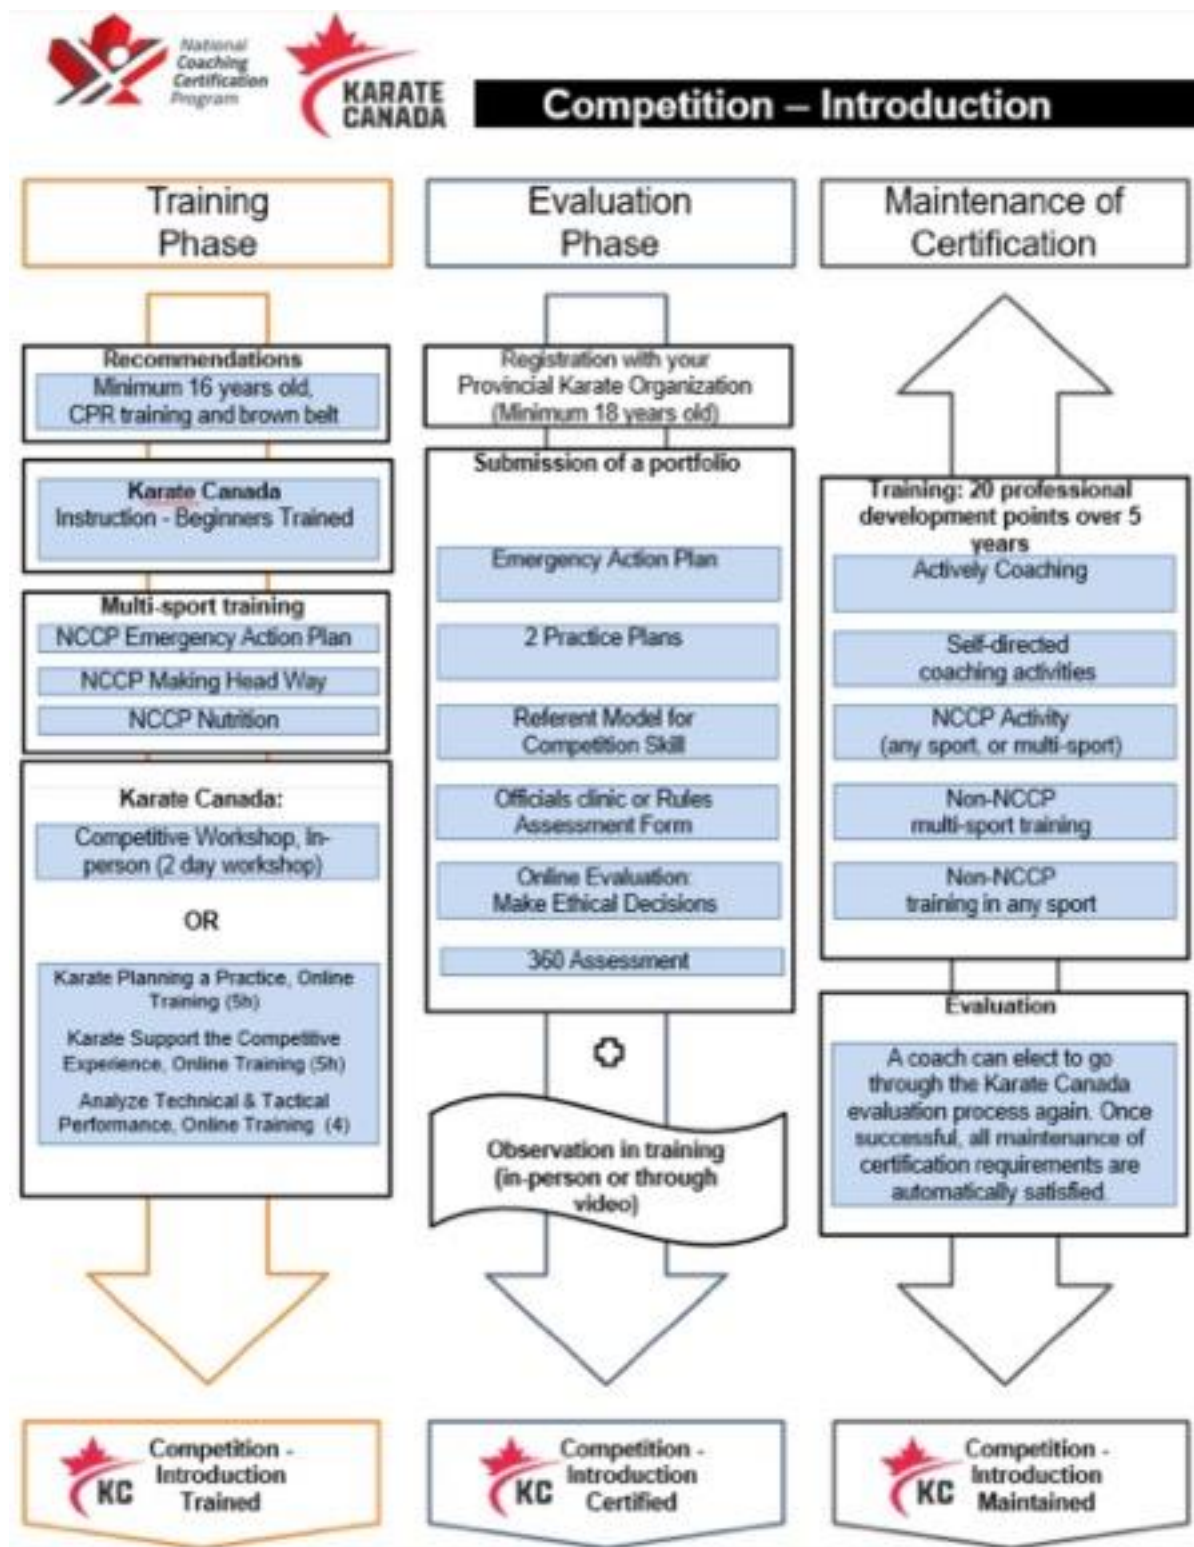 National
Coaching
Certification
Program
KARATE
CANADA
Competition – Introduction
Training
Phase
Recommendations
Minimum 16 years old,
CPR training and brown belt
Karate Canada
Instruction - Beginners Trained
Multi-sport training
NCCP Emergency Action Plan
NCCP Making Head Way
NCCP Nutrition
Karate Canada:
Competitive Workshop, In-
person (2 day workshop)
OR
Karate Planning a Practice, Online
Training (5h)
Karate Support the Competitive
Experience, Online Training (5h)
Analyze Technical & Tactical
Performance, Online Training (4)
KC
Competition -
Introduction
Trained
Evaluation
Phase
Registration with your
Provincial Karate Organization
(Minimum 18 years old)
Submission of a portfolio
Emergency Action Plan
2 Practice Plans
Referent Model for
Competition Skill
Officials clinic or Rules
Assessment Form
Online Evaluation:
Make Ethical Decisions
360 Assessment
Observation in training
(in-person or through
video)
KC
Competition -
Introduction
Certified
Maintenance of
Certification
Training: 20 professional
development points over 5
years
Actively Coaching
Self-directed
coaching activities
NCCP Activity
(any sport, or multi-sport)
Non-NCCP
multi-sport training
Non-NCCP
training in any sport
Evaluation
A coach can elect to go
through the Karate Canada
evaluation process again. Once
successful, all maintenance of
certification requirements are
automatically satisfied.
KC
Competition -
Introduction
Maintained